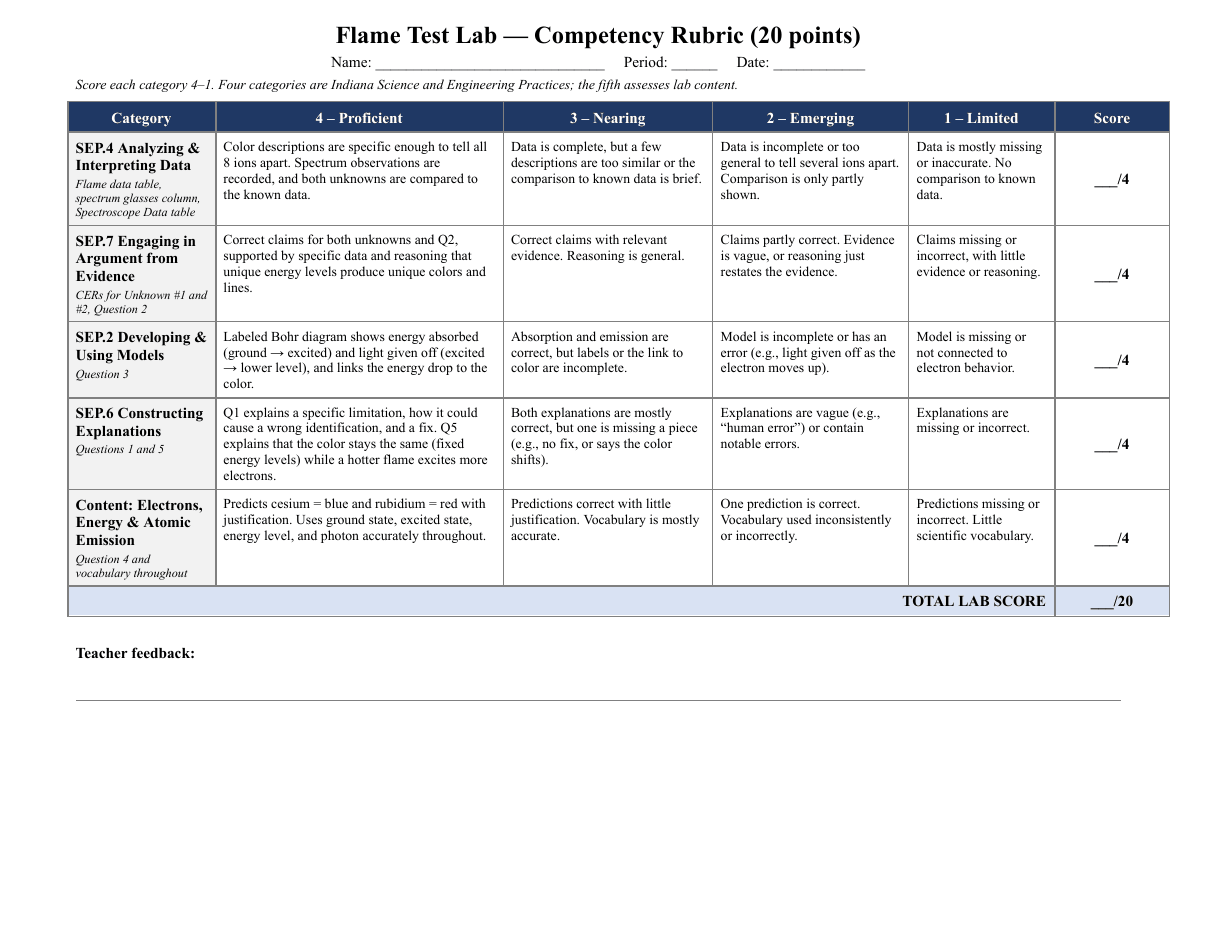 Flame Test Lab — Competency Rubric (20 points)
Name: ______________________________ Period: ______ Date: ____________
Score each category 4–1. Four categories are Indiana Science and Engineering Practices; the fifth assesses lab content.
Category 4 – Proficient 3 – Nearing 2 – Emerging 1 – Limited Score
SEP.4 Analyzing &
Interpreting Data
Flame data table,
spectrum glasses column,
Spectroscope Data table
Color descriptions are specific enough to tell all
8 ions apart. Spectrum observations are
recorded, and both unknowns are compared to
the known data.
Data is complete, but a few
descriptions are too similar or the
comparison to known data is brief.
Data is incomplete or too
general to tell several ions apart.
Comparison is only partly
shown.
Data is mostly missing
or inaccurate. No
comparison to known
data.
___/4
SEP.7 Engaging in
Argument from
Evidence
CERs for Unknown #1 and
#2, Question 2
Correct claims for both unknowns and Q2,
supported by specific data and reasoning that
unique energy levels produce unique colors and
lines.
Correct claims with relevant
evidence. Reasoning is general.
Claims partly correct. Evidence
is vague, or reasoning just
restates the evidence.
Claims missing or
incorrect, with little
evidence or reasoning.
___/4
SEP.2 Developing &
Using Models
Question 3
Labeled Bohr diagram shows energy absorbed
(ground → excited) and light given off (excited
→ lower level), and links the energy drop to the
color.
Absorption and emission are
correct, but labels or the link to
color are incomplete.
Model is incomplete or has an
error (e.g., light given off as the
electron moves up).
Model is missing or
not connected to
electron behavior.
___/4
SEP.6 Constructing
Explanations
Questions 1 and 5
Q1 explains a specific limitation, how it could
cause a wrong identification, and a fix. Q5
explains that the color stays the same (fixed
energy levels) while a hotter flame excites more
electrons.
Both explanations are mostly
correct, but one is missing a piece
(e.g., no fix, or says the color
shifts).
Explanations are vague (e.g.,
“human error”) or contain
notable errors.
Explanations are
missing or incorrect.
___/4
Content: Electrons,
Energy & Atomic
Emission
Question 4 and
vocabulary throughout
Predicts cesium = blue and rubidium = red with
justification. Uses ground state, excited state,
energy level, and photon accurately throughout.
Predictions correct with little
justification. Vocabulary is mostly
accurate.
One prediction is correct.
Vocabulary used inconsistently
or incorrectly.
Predictions missing or
incorrect. Little
scientific vocabulary.
___/4
TOTAL LAB SCORE ___/20
Teacher feedback: